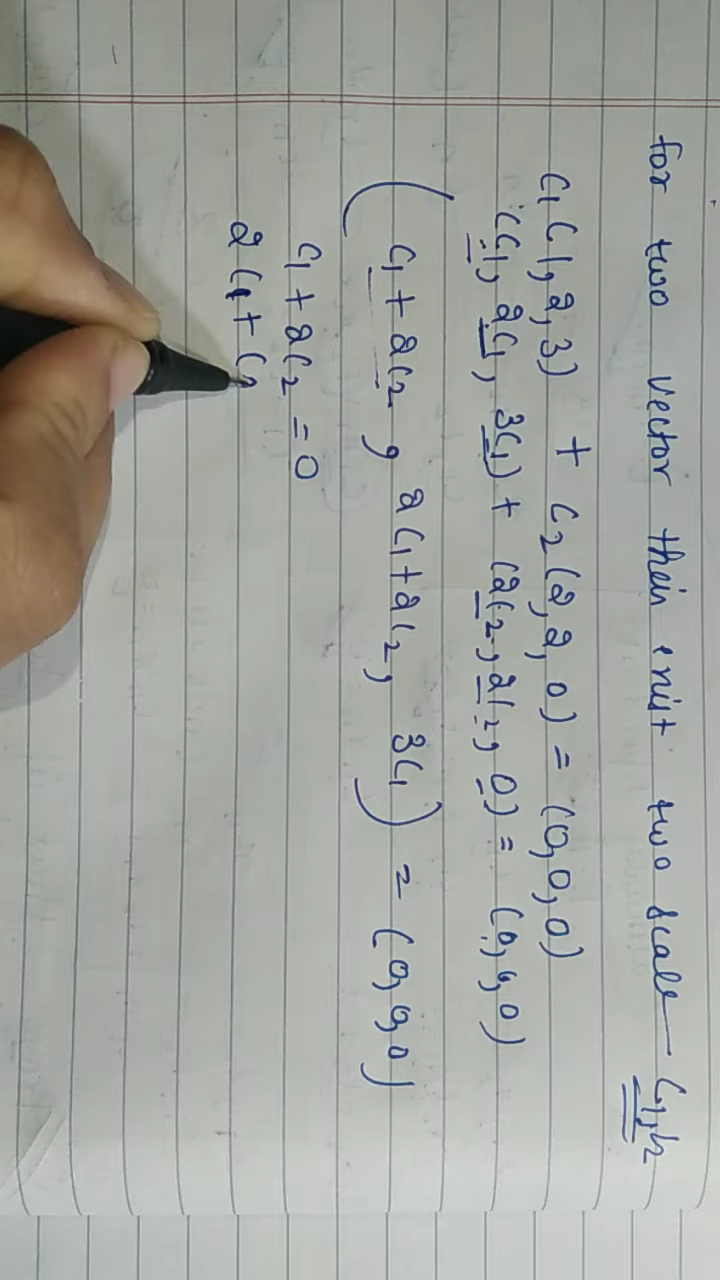 for two vector their exist two scale C1, C2
C1(1,2,3) + C2(2,2,0) = (0,0,0)
(C1, 2C1, 3C1) + (2C2, 2C2, 0) = (0,0,0)
(C1+2C2, 2C1+2C2, 3C1) = (0,0,0)
C1+2C2 = 0
2C1+C2